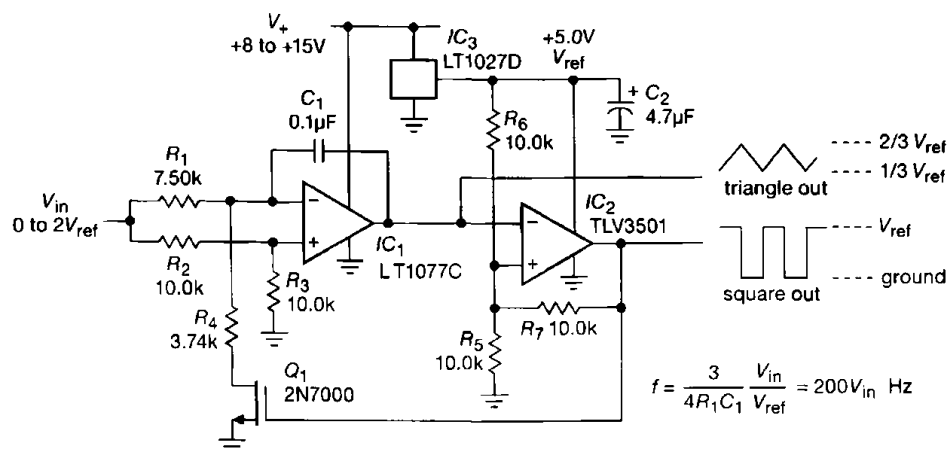 V+
+8 to +15V
IC3
LT1027D
+5.0V
Vref
C1
0.1μF
R6
10.0k
+ C2
4.7μF
R1
7.50k
Vin
0 to 2Vref
R2
10.0k
R3
10.0k
−
+
IC1
LT1077C
−
+
IC2
TLV3501
R7 10.0k
R5
10.0k
R4
3.74k
Q1
2N7000
2/3 Vref
1/3 Vref
triangle out
Vref
ground
square out
f = 3/(4R1C1) Vin/Vref = 200Vin Hz